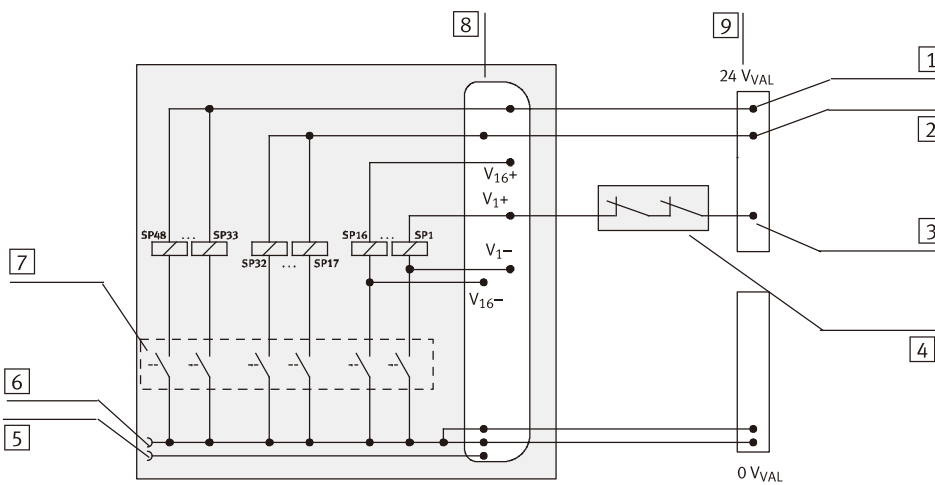 8
9
1
24 VVAL
2
V16+
V1+
SP48 ... SP33
SP16 ... SP1
3
SP32 ... SP17
7
V1–
V16–
4
6
5
0 VVAL